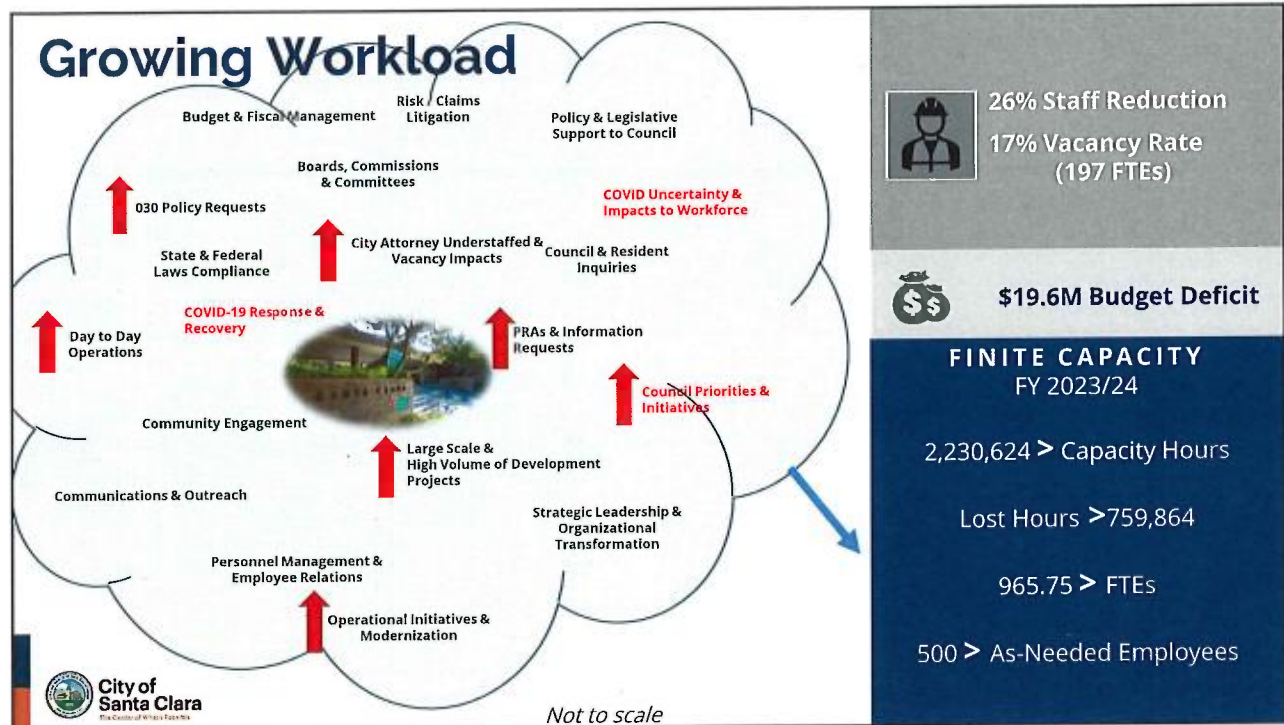 Growing Workload
Budget & Fiscal Management
Risk / Claims
Litigation
Policy & Legislative
Support to Council
Boards, Commissions
& Committees
COVID Uncertainty &
Impacts to Workforce
030 Policy Requests
City Attorney Understaffed &
Vacancy Impacts
Council & Resident
Inquiries
State & Federal
Laws Compliance
COVID-19 Response &
Recovery
Day to Day
Operations
PRAs & Information
Requests
Council Priorities &
Initiatives
Community Engagement
Large Scale &
High Volume of Development
Projects
Communications & Outreach
Strategic Leadership &
Organizational
Transformation
Personnel Management &
Employee Relations
Operational Initiatives &
Modernization
City of
Santa Clara
The Center of What's Possible
Not to scale
26% Staff Reduction
17% Vacancy Rate
(197 FTEs)
$ $
$19.6M Budget Deficit
FINITE CAPACITY
FY 2023/24
2,230,624 > Capacity Hours
Lost Hours >759,864
965.75 > FTEs
500 > As-Needed Employees